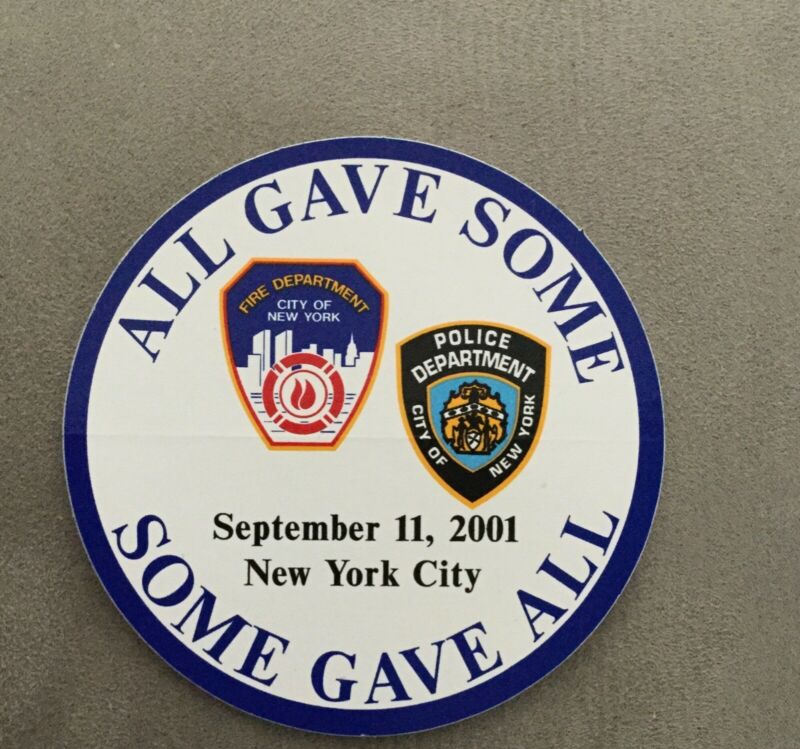 ALL GAVE SOME
FIRE DEPARTMENT
CITY OF
NEW YORK
POLICE
DEPARTMENT
CITY OF
NEW YORK
September 11, 2001
New York City
SOME GAVE ALL